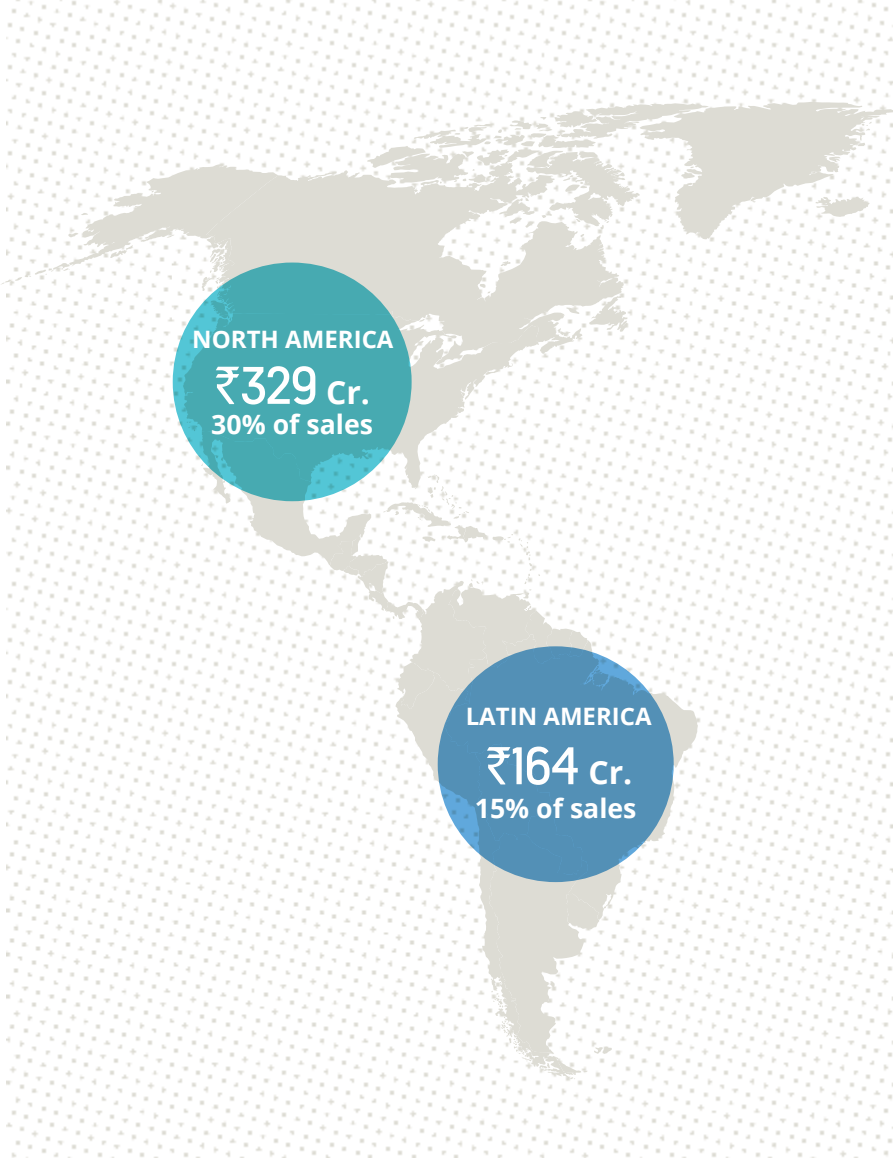 NORTH AMERICA
₹329 Cr.
30% of sales
LATIN AMERICA
₹164 Cr.
15% of sales